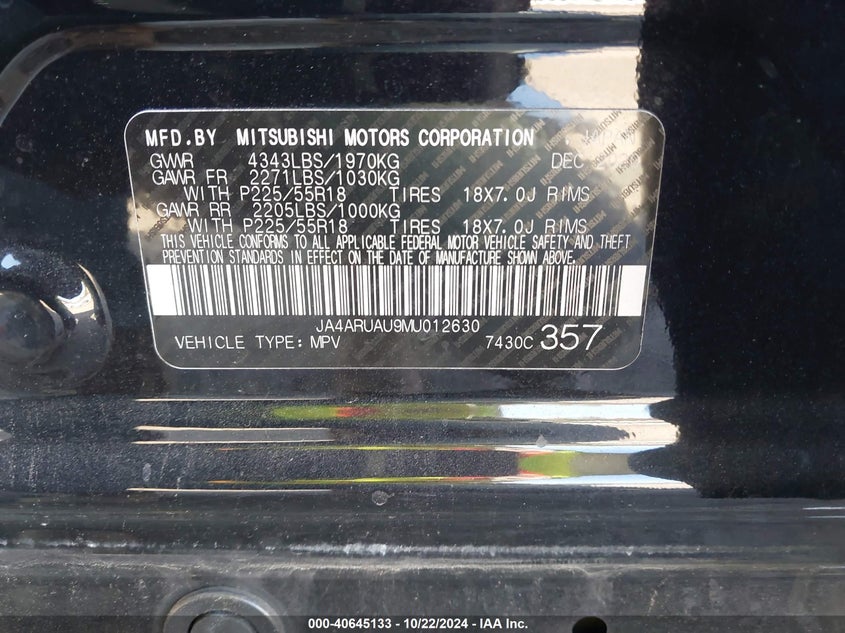 MFD.BY MITSUBISHI MOTORS CORPORATION
GVWR 4343LBS/1970KG DEC
GAWR FR 2271LBS/1030KG
WITH P225/55R18 TIRES 18X7.0J RIMS
GAWR RR 2205LBS/1000KG
WITH P225/55R18 TIRES 18X7.0J RIMS
THIS VEHICLE CONFORMS TO ALL APPLICABLE FEDERAL MOTOR VEHICLE SAFETY AND THEFT
PREVENTION STANDARDS IN EFFECT ON THE DATE OF MANUFACTURE SHOWN ABOVE.
JA4ARUAU9MU012630
VEHICLE TYPE: MPV 7430C 357
000-40645133 - 10/22/2024 - IAA Inc.